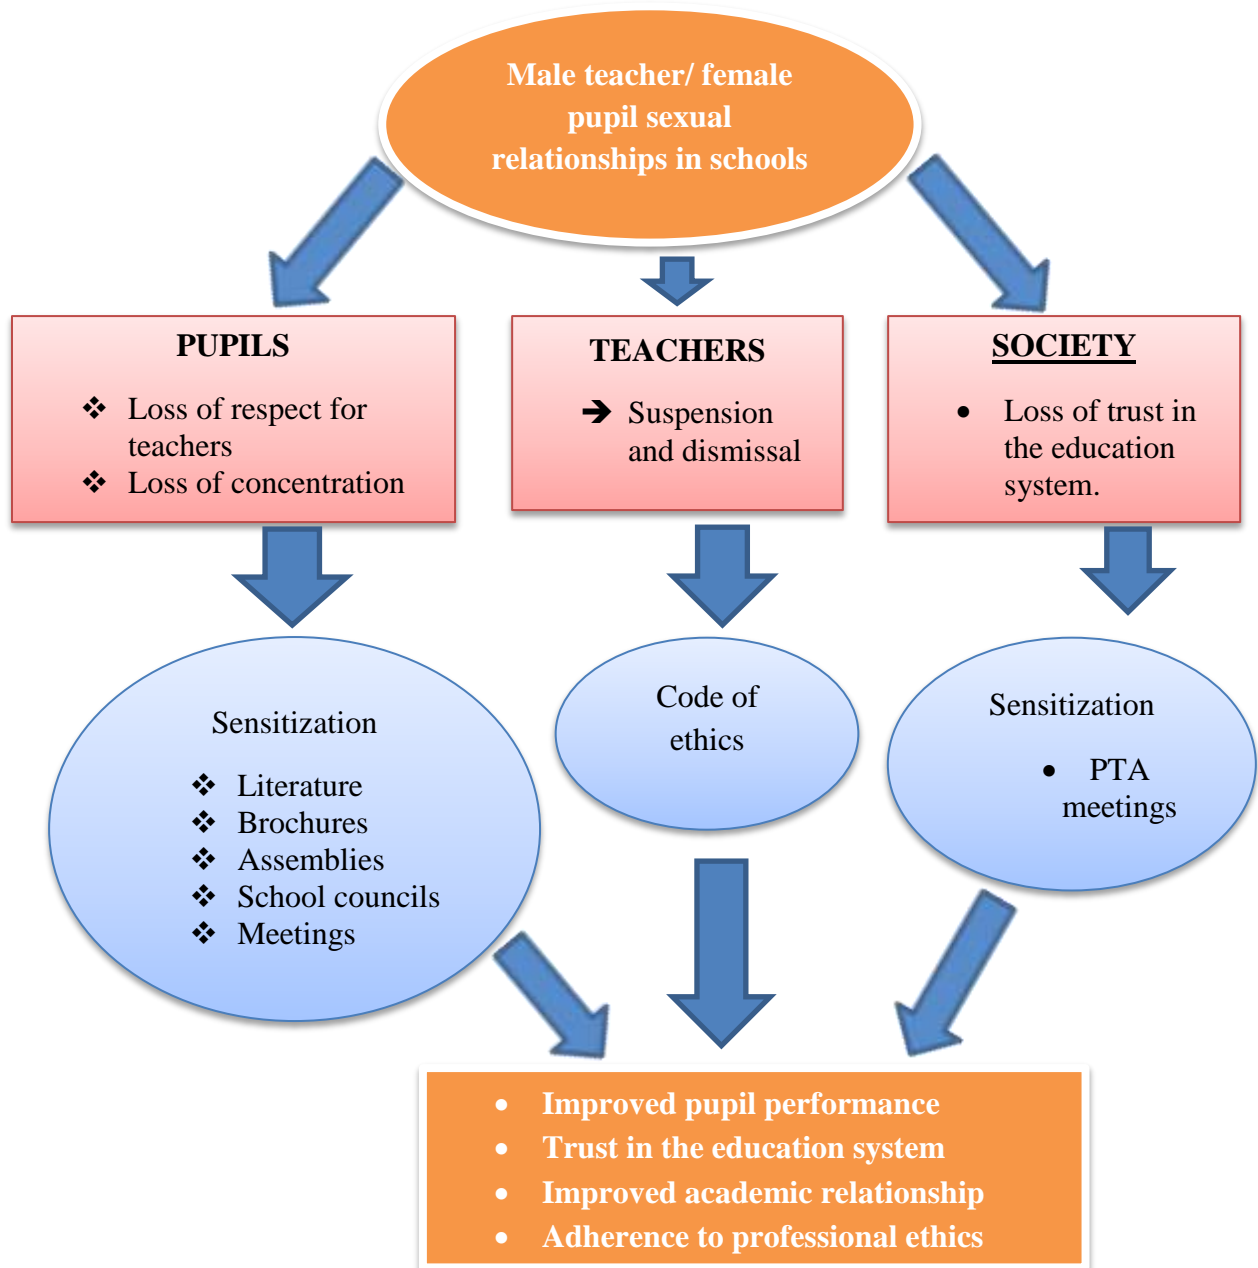 Male teacher/ female
pupil sexual
relationships in schools
PUPILS
❖ Loss of respect for
teachers
❖ Loss of concentration
TEACHERS
➔ Suspension
and dismissal
SOCIETY
• Loss of trust in
the education
system.
Sensitization
❖ Literature
❖ Brochures
❖ Assemblies
❖ School councils
❖ Meetings
Code of
ethics
Sensitization
• PTA
meetings
• Improved pupil performance
• Trust in the education system
• Improved academic relationship
• Adherence to professional ethics